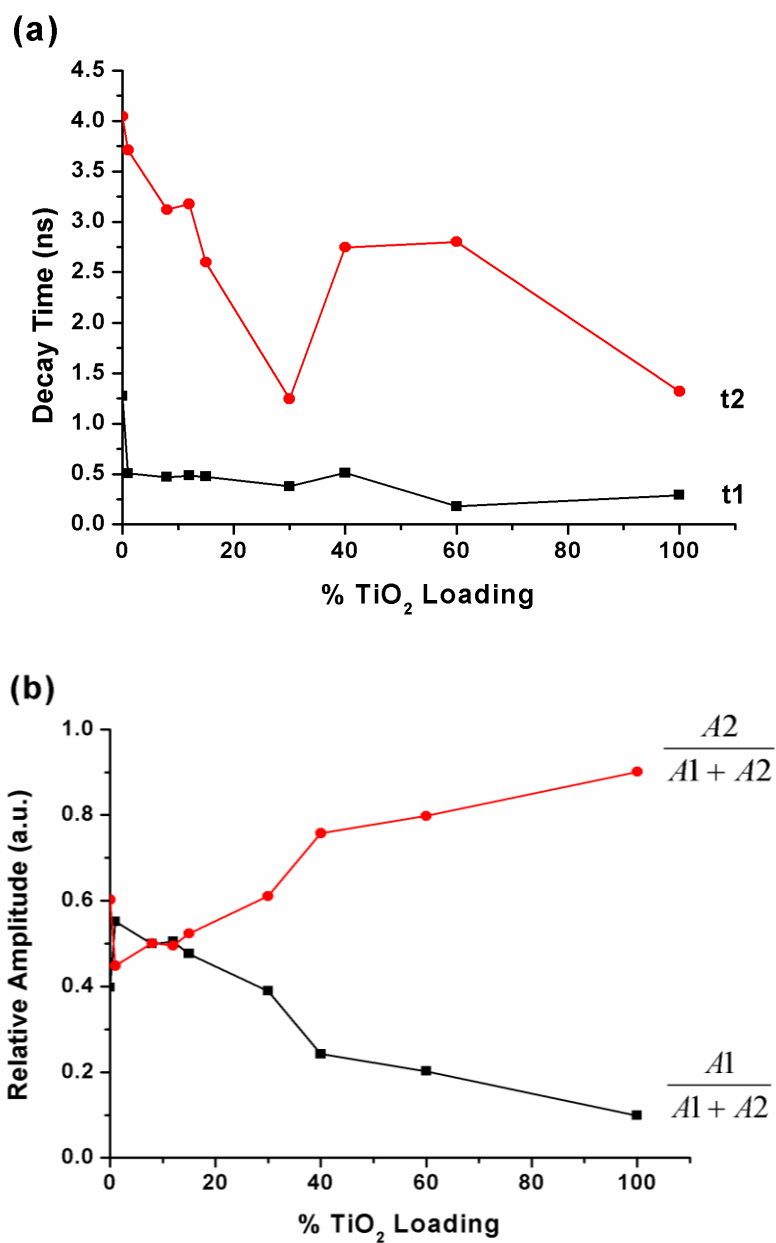 (a)
4.5
4.0
3.5
3.0
2.5
2.0
1.5
1.0
0.5
0.0
Decay Time (ns)
t2
t1
0 20 40 60 80 100
% TiO₂ Loading
(b)
1.0
0.8
0.6
0.4
0.2
0.0
Relative Amplitude (a.u.)
A2
A1 + A2
A1
A1 + A2
0 20 40 60 80 100
% TiO₂ Loading